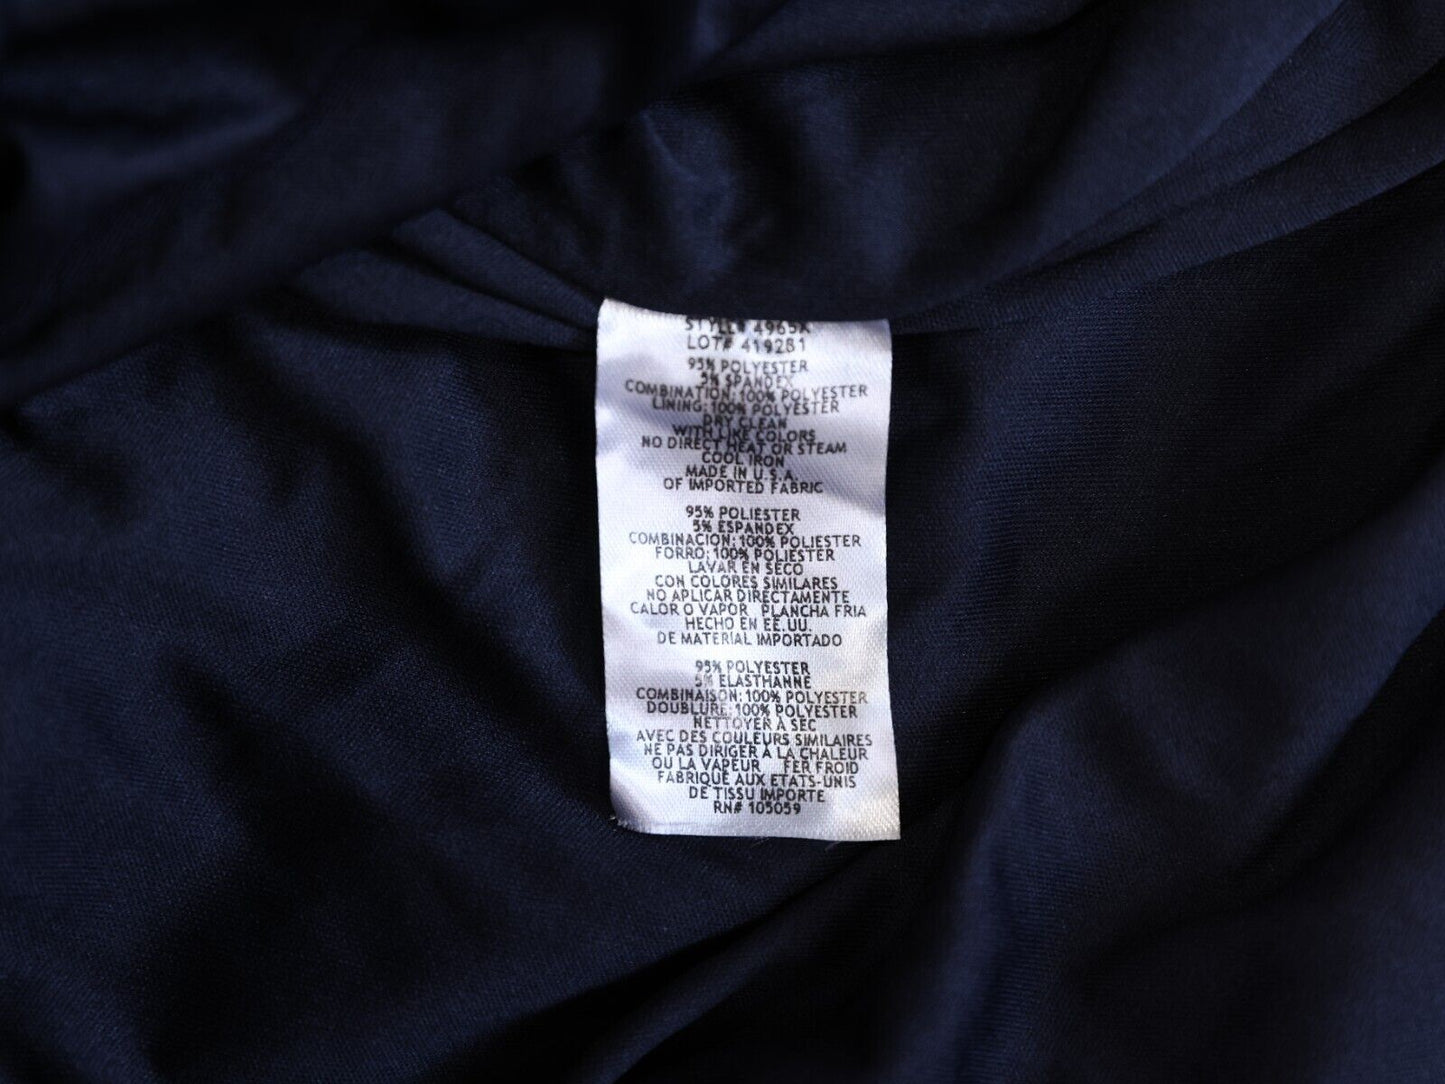 STYLE# 4965X
LOT# 419281
95% POLYESTER
5% SPANDEX
COMBINATION: 100% POLYESTER
LINING: 100% POLYESTER
DRY CLEAN
WITH LIKE COLORS
NO DIRECT HEAT OR STEAM
COOL IRON
MADE IN U.S.A.
OF IMPORTED FABRIC
95% POLIESTER
5% ESPANDEX
COMBINACION: 100% POLIESTER
FORRO: 100% POLIESTER
LAVAR EN SECO
CON COLORES SIMILARES
NO APLICAR DIRECTAMENTE
CALOR O VAPOR PLANCHA FRIA
HECHO EN EE.UU.
DE MATERIAL IMPORTADO
95% POLYESTER
5% ELASTHANNE
COMBINAISON: 100% POLYESTER
DOUBLURE: 100% POLYESTER
NETTOYER A SEC
AVEC DES COULEURS SIMILAIRES
NE PAS DIRIGER A LA CHALEUR
OU LA VAPEUR FER FROID
FABRIQUE AUX ETATS-UNIS
DE TISSU IMPORTE
RN# 105059